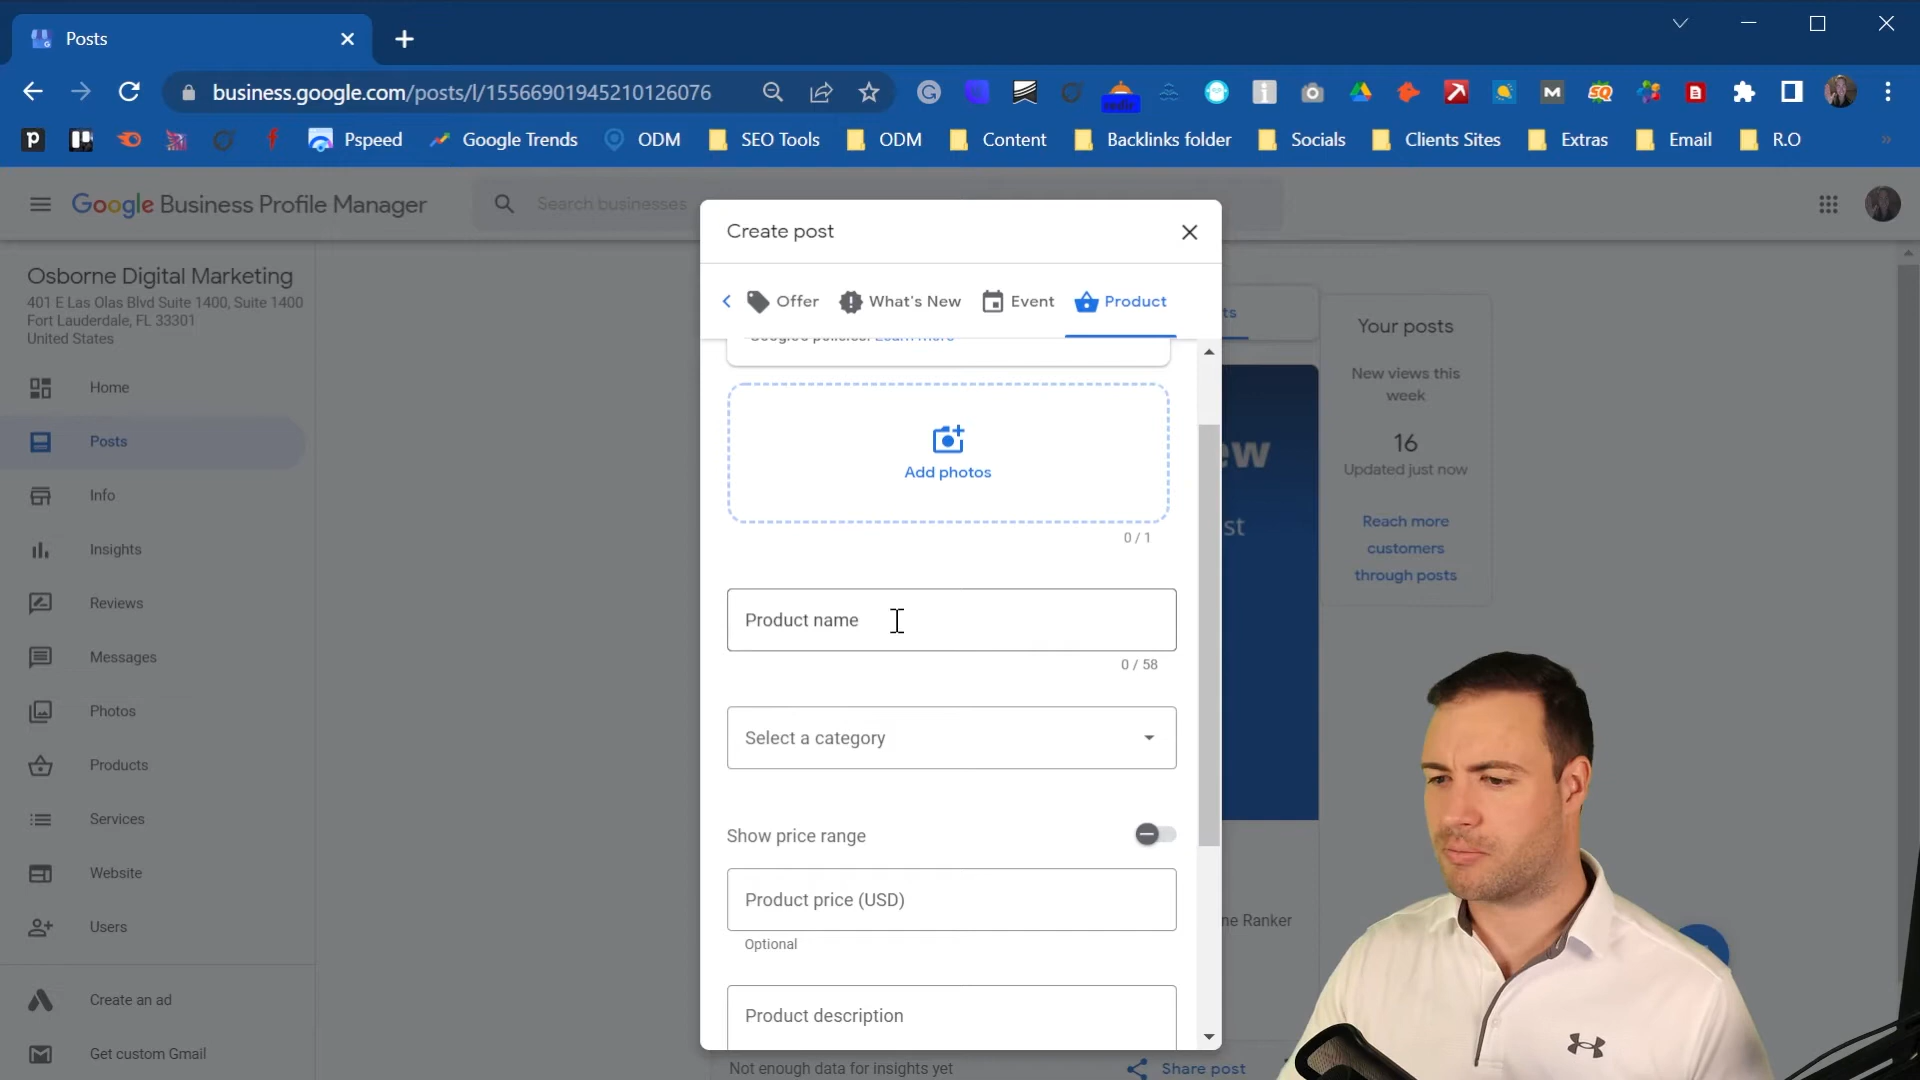 Posts
business.google.com/posts/l/15566901945210126076
Pspeed
Google Trends
ODM
SEO Tools
ODM
Content
Backlinks folder
Socials
Clients Sites
Extras
Email
R.O
Google Business Profile Manager
Search businesses
Osborne Digital Marketing
401 E Las Olas Blvd Suite 1400, Suite 1400
Fort Lauderdale, FL 33301
United States
Home
Posts
Info
Insights
Reviews
Messages
Photos
Products
Services
Website
Users
Create an ad
Get custom Gmail
Create post
Offer
What's New
Event
Product
Add photos
0 / 1
Product name
0 / 58
Select a category
Show price range
Product price (USD)
Optional
Product description
Not enough data for insights yet
Share post
ts
ew
st
ne Ranker
Your posts
New views this
week
16
Updated just now
Reach more
customers
through posts